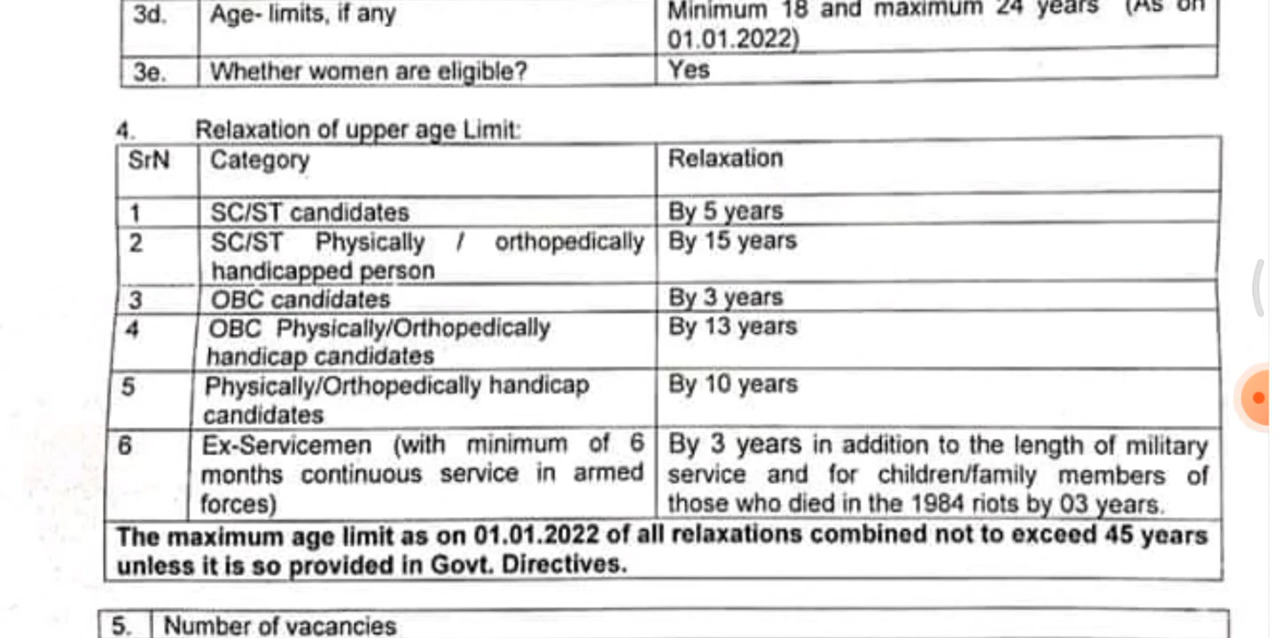 3d. Age- limits, if any Minimum 18 and maximum 24 years (As on
01.01.2022)
3e. Whether women are eligible? Yes
4. Relaxation of upper age Limit:
SrN Category Relaxation
1 SC/ST candidates By 5 years
2 SC/ST Physically / orthopedically By 15 years
handicapped person
3 OBC candidates By 3 years
4 OBC Physically/Orthopedically By 13 years
handicap candidates
5 Physically/Orthopedically handicap By 10 years
candidates
6 Ex-Servicemen (with minimum of 6 By 3 years in addition to the length of military
months continuous service in armed service and for children/family members of
forces) those who died in the 1984 riots by 03 years.
The maximum age limit as on 01.01.2022 of all relaxations combined not to exceed 45 years
unless it is so provided in Govt. Directives.
5. Number of vacancies